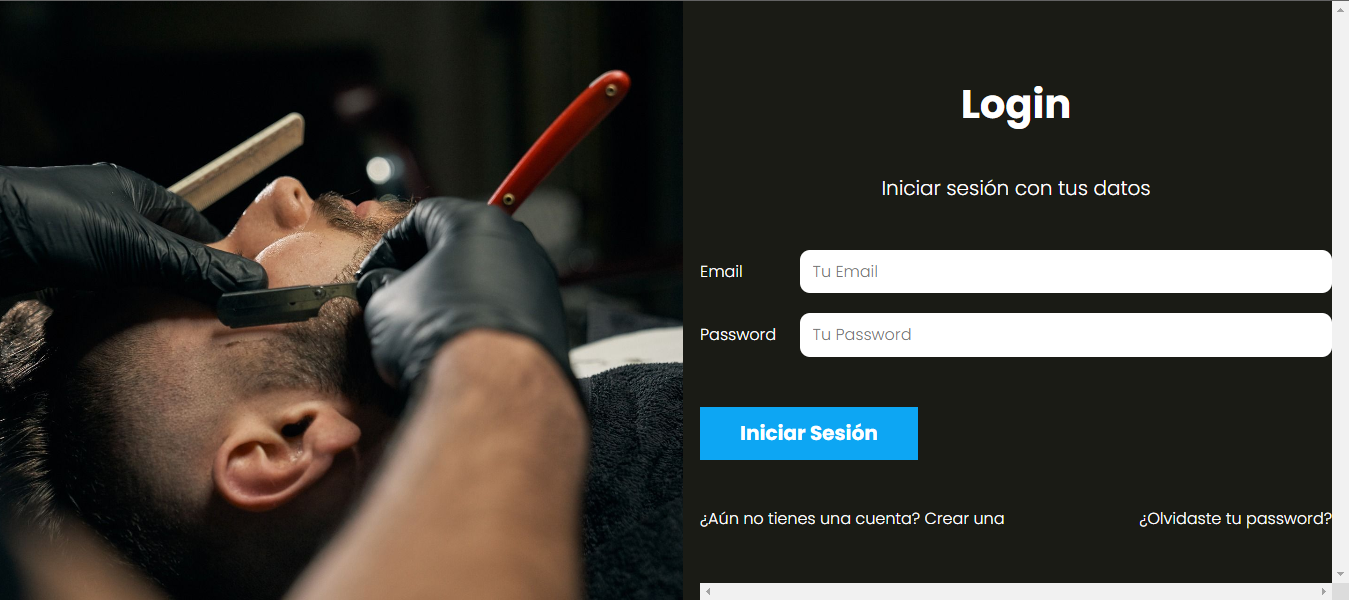 Login
Iniciar sesión con tus datos
Email
Tu Email
Password
Tu Password
Iniciar Sesión
¿Aún no tienes una cuenta? Crear una
¿Olvidaste tu password?